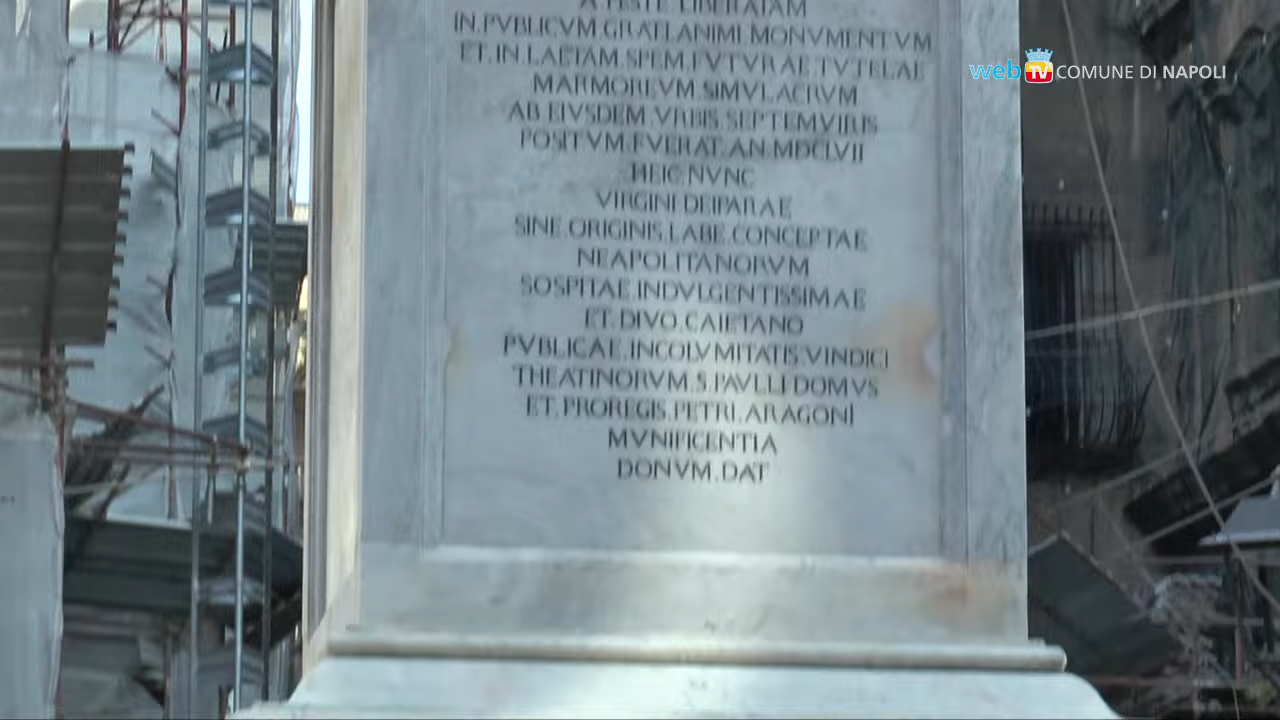 A.PESTE.LIBERATAM
IN.PVBLICVM.GRATI.ANIMI.MONVMENTVM
ET.IN.LAETAM.SPEM.FVTVRAE.TVTELAE
MARMOREVM.SIMVLACRVM
AB.EIVSDEM.VRBIS.SEPTEMVIRIS
POSITVM.FVERAT.AN.MDCLVII
HEIC.NVNC
VIRGINI.DEIPARAE
SINE.ORIGINIS.LABE.CONCEPTAE
NEAPOLITANORVM
SOSPITAE.INDVLGENTISSIMAE
ET.DIVO.CAIETANO
PVBLICAE.INCOLVMITATIS.VINDICI
THEATINORVM.S.PAVLLI.DOMVS
ET.PROREGIS.PETRI.ARAGONI
MVNIFICENTIA
DONVM.DAT
web TV COMUNE DI NAPOLI